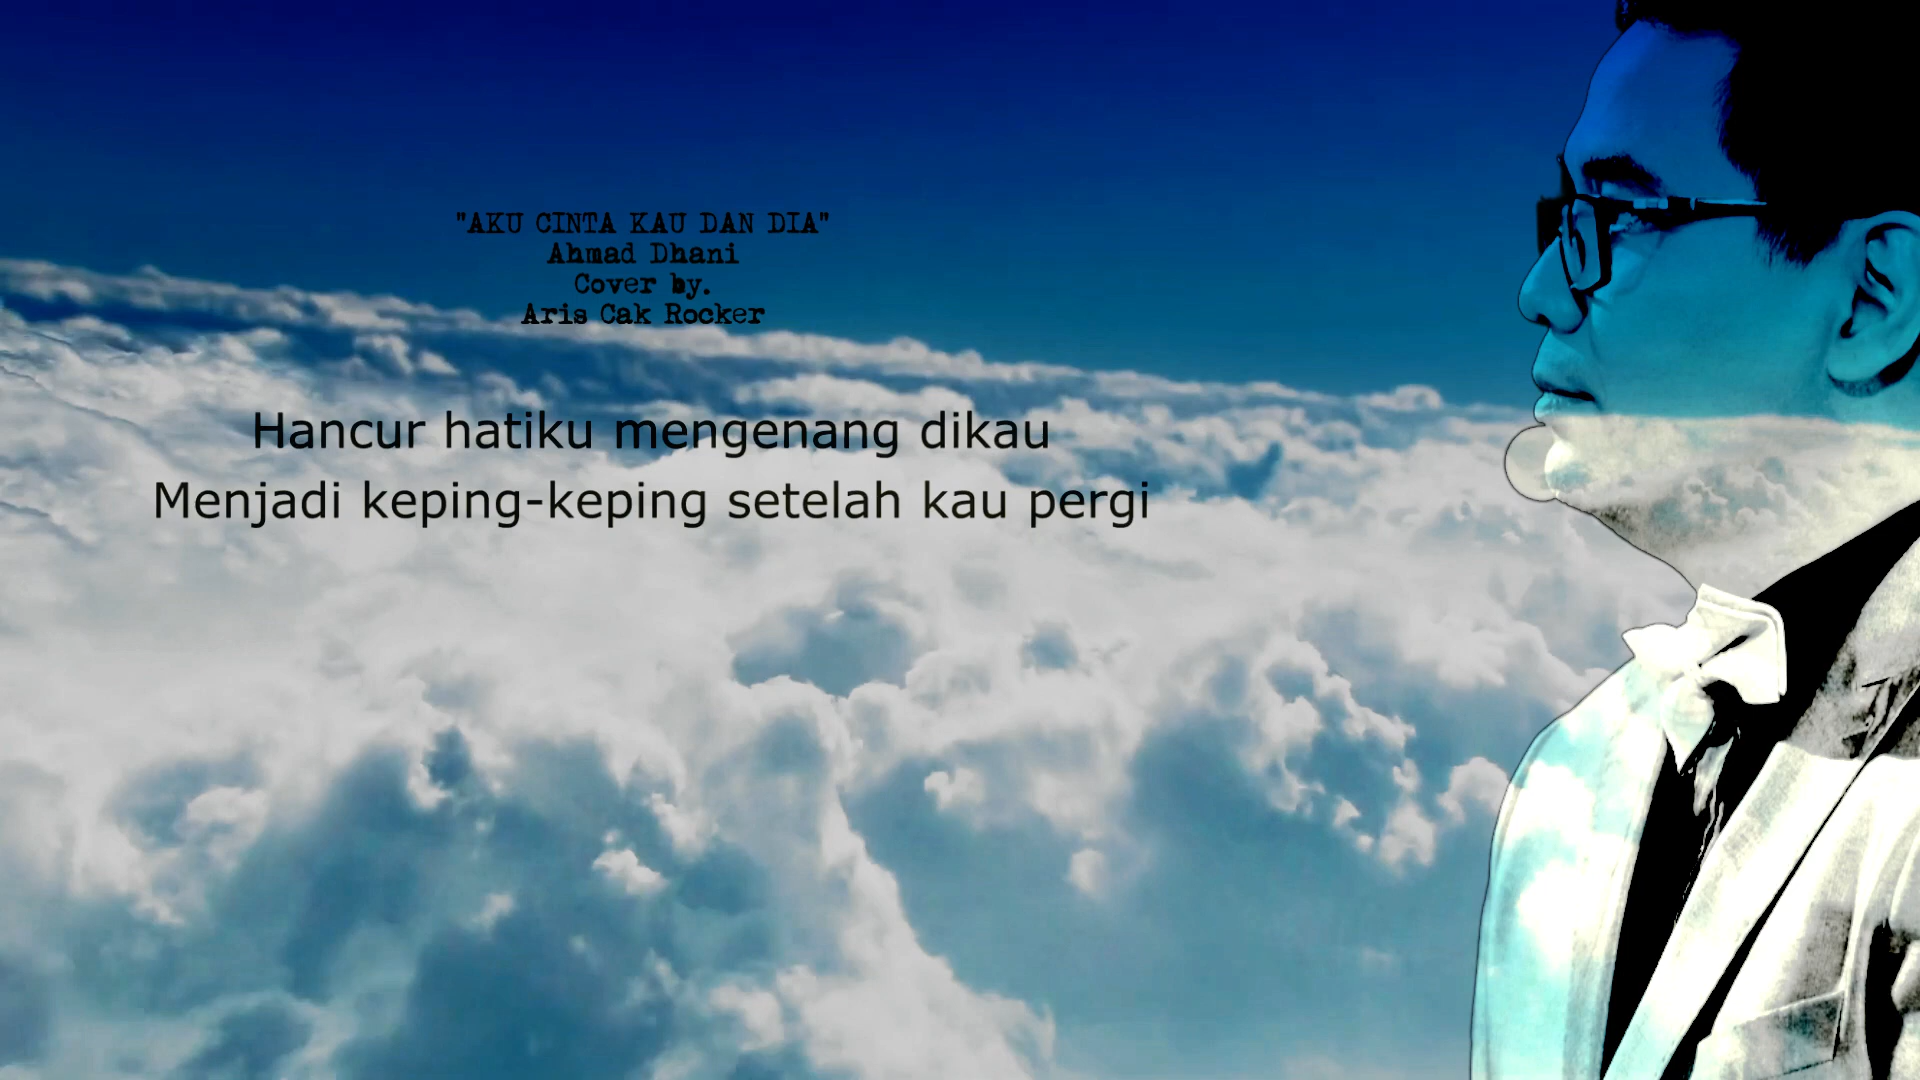 "AKU CINTA KAU DAN DIA"
Ahmad Dhani
Cover by.
Aris Cak Rocker
Hancur hatiku mengenang dikau
Menjadi keping-keping setelah kau pergi